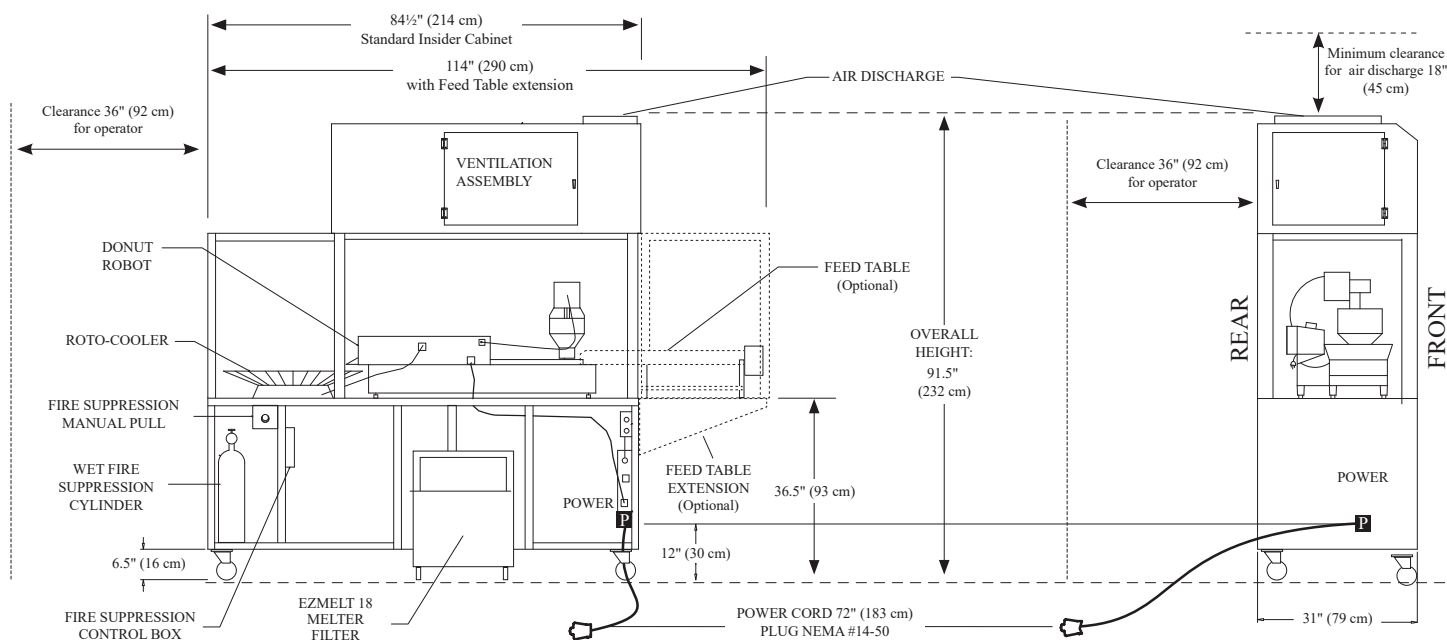 84½" (214 cm)
Standard Insider Cabinet
114" (290 cm)
with Feed Table extension
Clearance 36" (92 cm)
for operator
AIR DISCHARGE
Minimum clearance
for air discharge 18"
(45 cm)
VENTILATION
ASSEMBLY
Clearance 36" (92 cm)
for operator
DONUT
ROBOT
FEED TABLE
(Optional)
ROTO-COOLER
OVERALL
HEIGHT:
91.5"
(232 cm)
REAR
FRONT
FIRE SUPPRESSION
MANUAL PULL
WET FIRE
SUPPRESSION
CYLINDER
FEED TABLE
EXTENSION
(Optional)
36.5" (93 cm)
POWER
P
POWER
P
12" (30 cm)
6.5" (16 cm)
FIRE SUPPRESSION
CONTROL BOX
EZMELT 18
MELTER
FILTER
POWER CORD 72" (183 cm)
PLUG NEMA #14-50
31" (79 cm)